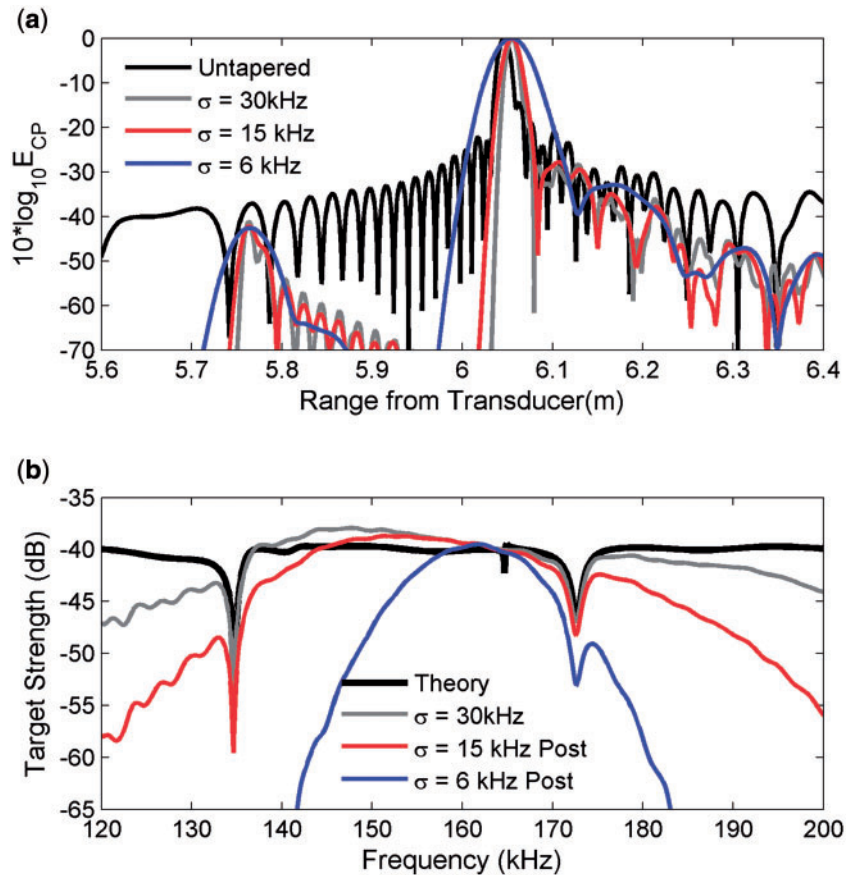 (a)
0
-10
-20
-30
-40
-50
-60
-70
10*log10ECP
Untapered
σ = 30kHz
σ = 15 kHz
σ = 6 kHz
5.6 5.7 5.8 5.9 6 6.1 6.2 6.3 6.4
Range from Transducer(m)
(b)
-35
-40
-45
-50
-55
-60
-65
Target Strength (dB)
Theory
σ = 30kHz
σ = 15 kHz Post
σ = 6 kHz Post
120 130 140 150 160 170 180 190 200
Frequency (kHz)